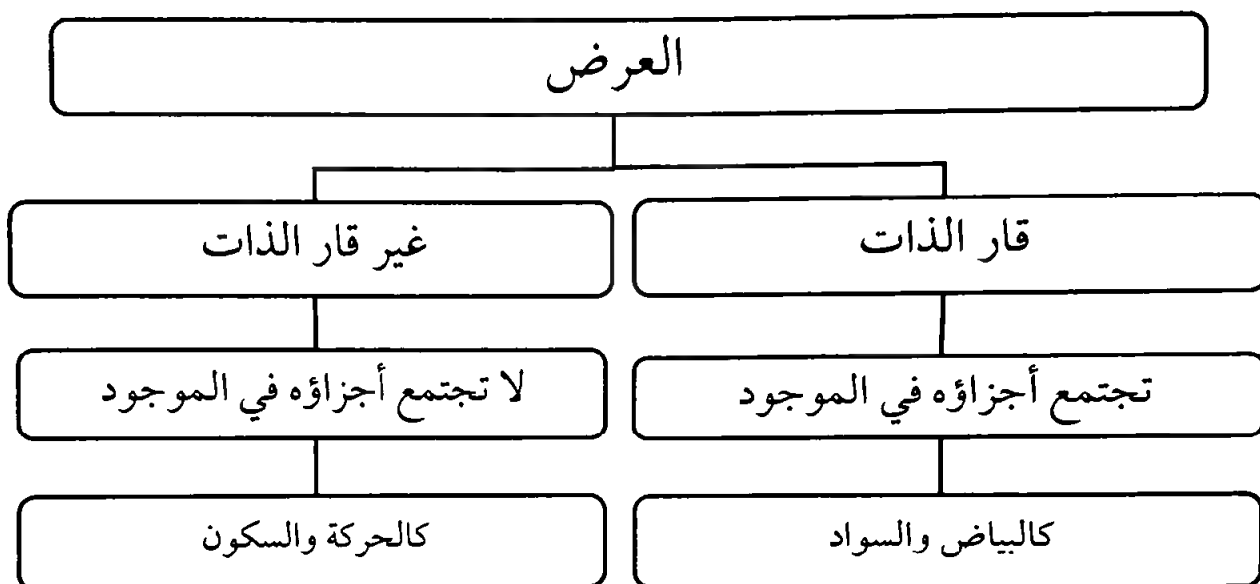 العرض
قار الذات
غير قار الذات
تجتمع أجزاؤه في الموجود
لا تجتمع أجزاؤه في الموجود
كالبياض والسواد
كالحركة والسكون